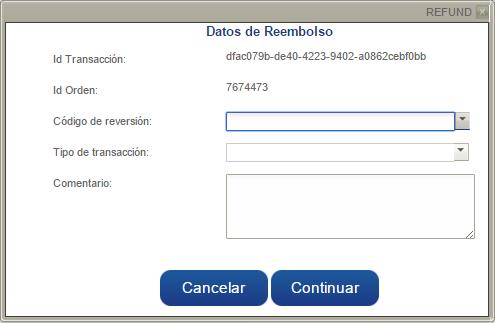 REFUND
Datos de Reembolso
Id Transacción: dfac079b-de40-4223-9402-a0862cebf0bb
Id Orden: 7674473
Código de reversión:
Tipo de transacción:
Comentario:
Cancelar Continuar